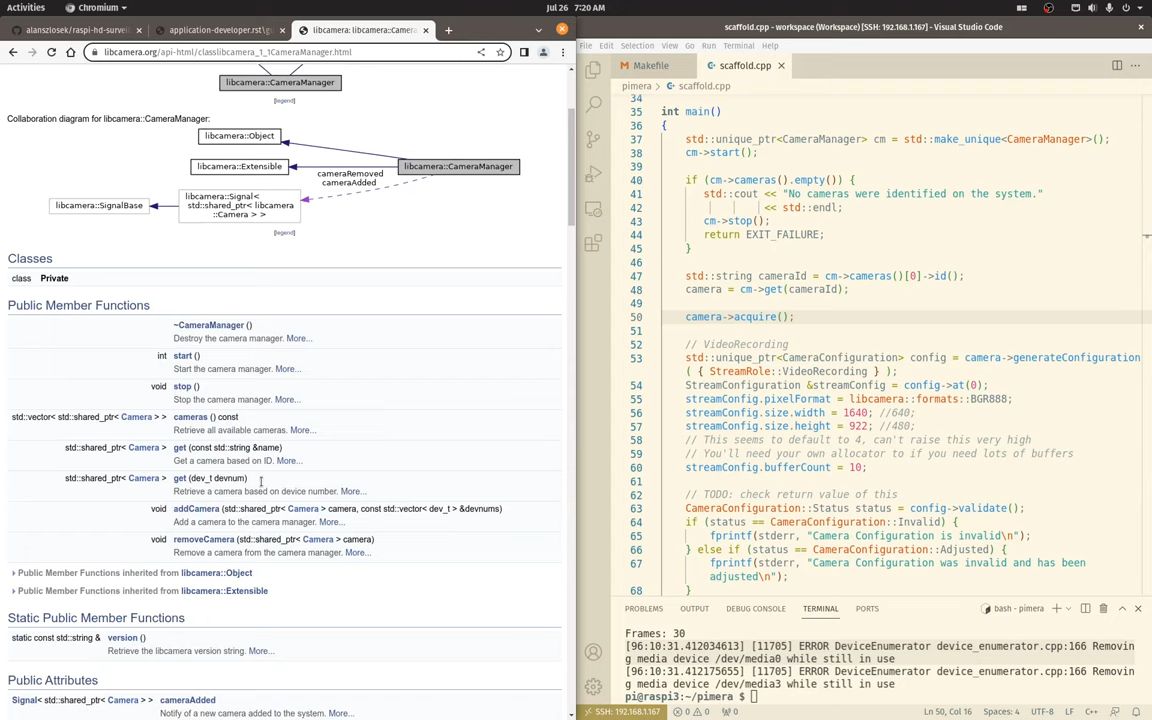 Activities
Chromium
Jul 26 7:20 AM
alanszlosek/raspi-hd-survei
application-developer.rst\g
libcamera: libcamera::Camera
libcamera.org/api-html/classlibcamera_1_1CameraManager.html
libcamera::CameraManager
[legend]
Collaboration diagram for libcamera::CameraManager:
libcamera::Object
libcamera::Extensible
libcamera::CameraManager
cameraRemoved
cameraAdded
libcamera::Signal<
std::shared_ptr< libcamera
::Camera > >
libcamera::SignalBase
[legend]
Classes
class Private
Public Member Functions
~CameraManager ()
Destroy the camera manager. More...
int start ()
Start the camera manager. More...
void stop ()
Stop the camera manager. More...
std::vector< std::shared_ptr< Camera > > cameras () const
Retrieve all available cameras. More...
std::shared_ptr< Camera > get (const std::string &name)
Get a camera based on ID. More...
std::shared_ptr< Camera > get (dev_t devnum)
Retrieve a camera based on device number. More...
void addCamera (std::shared_ptr< Camera > camera, const std::vector< dev_t > &devnums)
Add a camera to the camera manager. More...
void removeCamera (std::shared_ptr< Camera > camera)
Remove a camera from the camera manager. More...
Public Member Functions inherited from libcamera::Object
Public Member Functions inherited from libcamera::Extensible
Static Public Member Functions
static const std::string & version ()
Retrieve the libcamera version string. More...
Public Attributes
Signal< std::shared_ptr< Camera > > cameraAdded
Notify of a new camera added to the system. More...
scaffold.cpp - workspace (Workspace) [SSH: 192.168.1.167] - Visual Studio Code
File Edit Selection View Go Run Terminal Help
Makefile
scaffold.cpp
pimera > scaffold.cpp
34
35 int main()
36 {
37 std::unique_ptr<CameraManager> cm = std::make_unique<CameraManager>();
38 cm->start();
39
40 if (cm->cameras().empty()) {
41 std::cout << "No cameras were identified on the system."
42 << std::endl;
43 cm->stop();
44 return EXIT_FAILURE;
45 }
46
47 std::string cameraId = cm->cameras()[0]->id();
48 camera = cm->get(cameraId);
49
50 camera->acquire();
51
52 // VideoRecording
53 std::unique_ptr<CameraConfiguration> config = camera->generateConfiguration
( { StreamRole::VideoRecording } );
54 StreamConfiguration &streamConfig = config->at(0);
55 streamConfig.pixelFormat = libcamera::formats::BGR888;
56 streamConfig.size.width = 1640; //640;
57 streamConfig.size.height = 922; //480;
58 // This seems to default to 4, can't raise this very high
59 // You'll need your own allocator to if you need lots of buffers
60 streamConfig.bufferCount = 10;
61
62 // TODO: check return value of this
63 CameraConfiguration::Status status = config->validate();
64 if (status == CameraConfiguration::Invalid) {
65 fprintf(stderr, "Camera Configuration is invalid\n");
66 } else if (status == CameraConfiguration::Adjusted) {
67 fprintf(stderr, "Camera Configuration was invalid and has been
adjusted\n");
68 }
PROBLEMS OUTPUT DEBUG CONSOLE TERMINAL PORTS
bash - pimera
Frames: 30
[96:10:31.412034613] [11705] ERROR DeviceEnumerator device_enumerator.cpp:166 Removin
g media device /dev/media0 while still in use
[96:10:31.412175655] [11705] ERROR DeviceEnumerator device_enumerator.cpp:166 Removin
g media device /dev/media3 while still in use
pi@raspi3:~/pimera $
SSH: 192.168.1.167
0
0
0
Ln 50, Col 16 Spaces: 4 UTF-8 LF C++